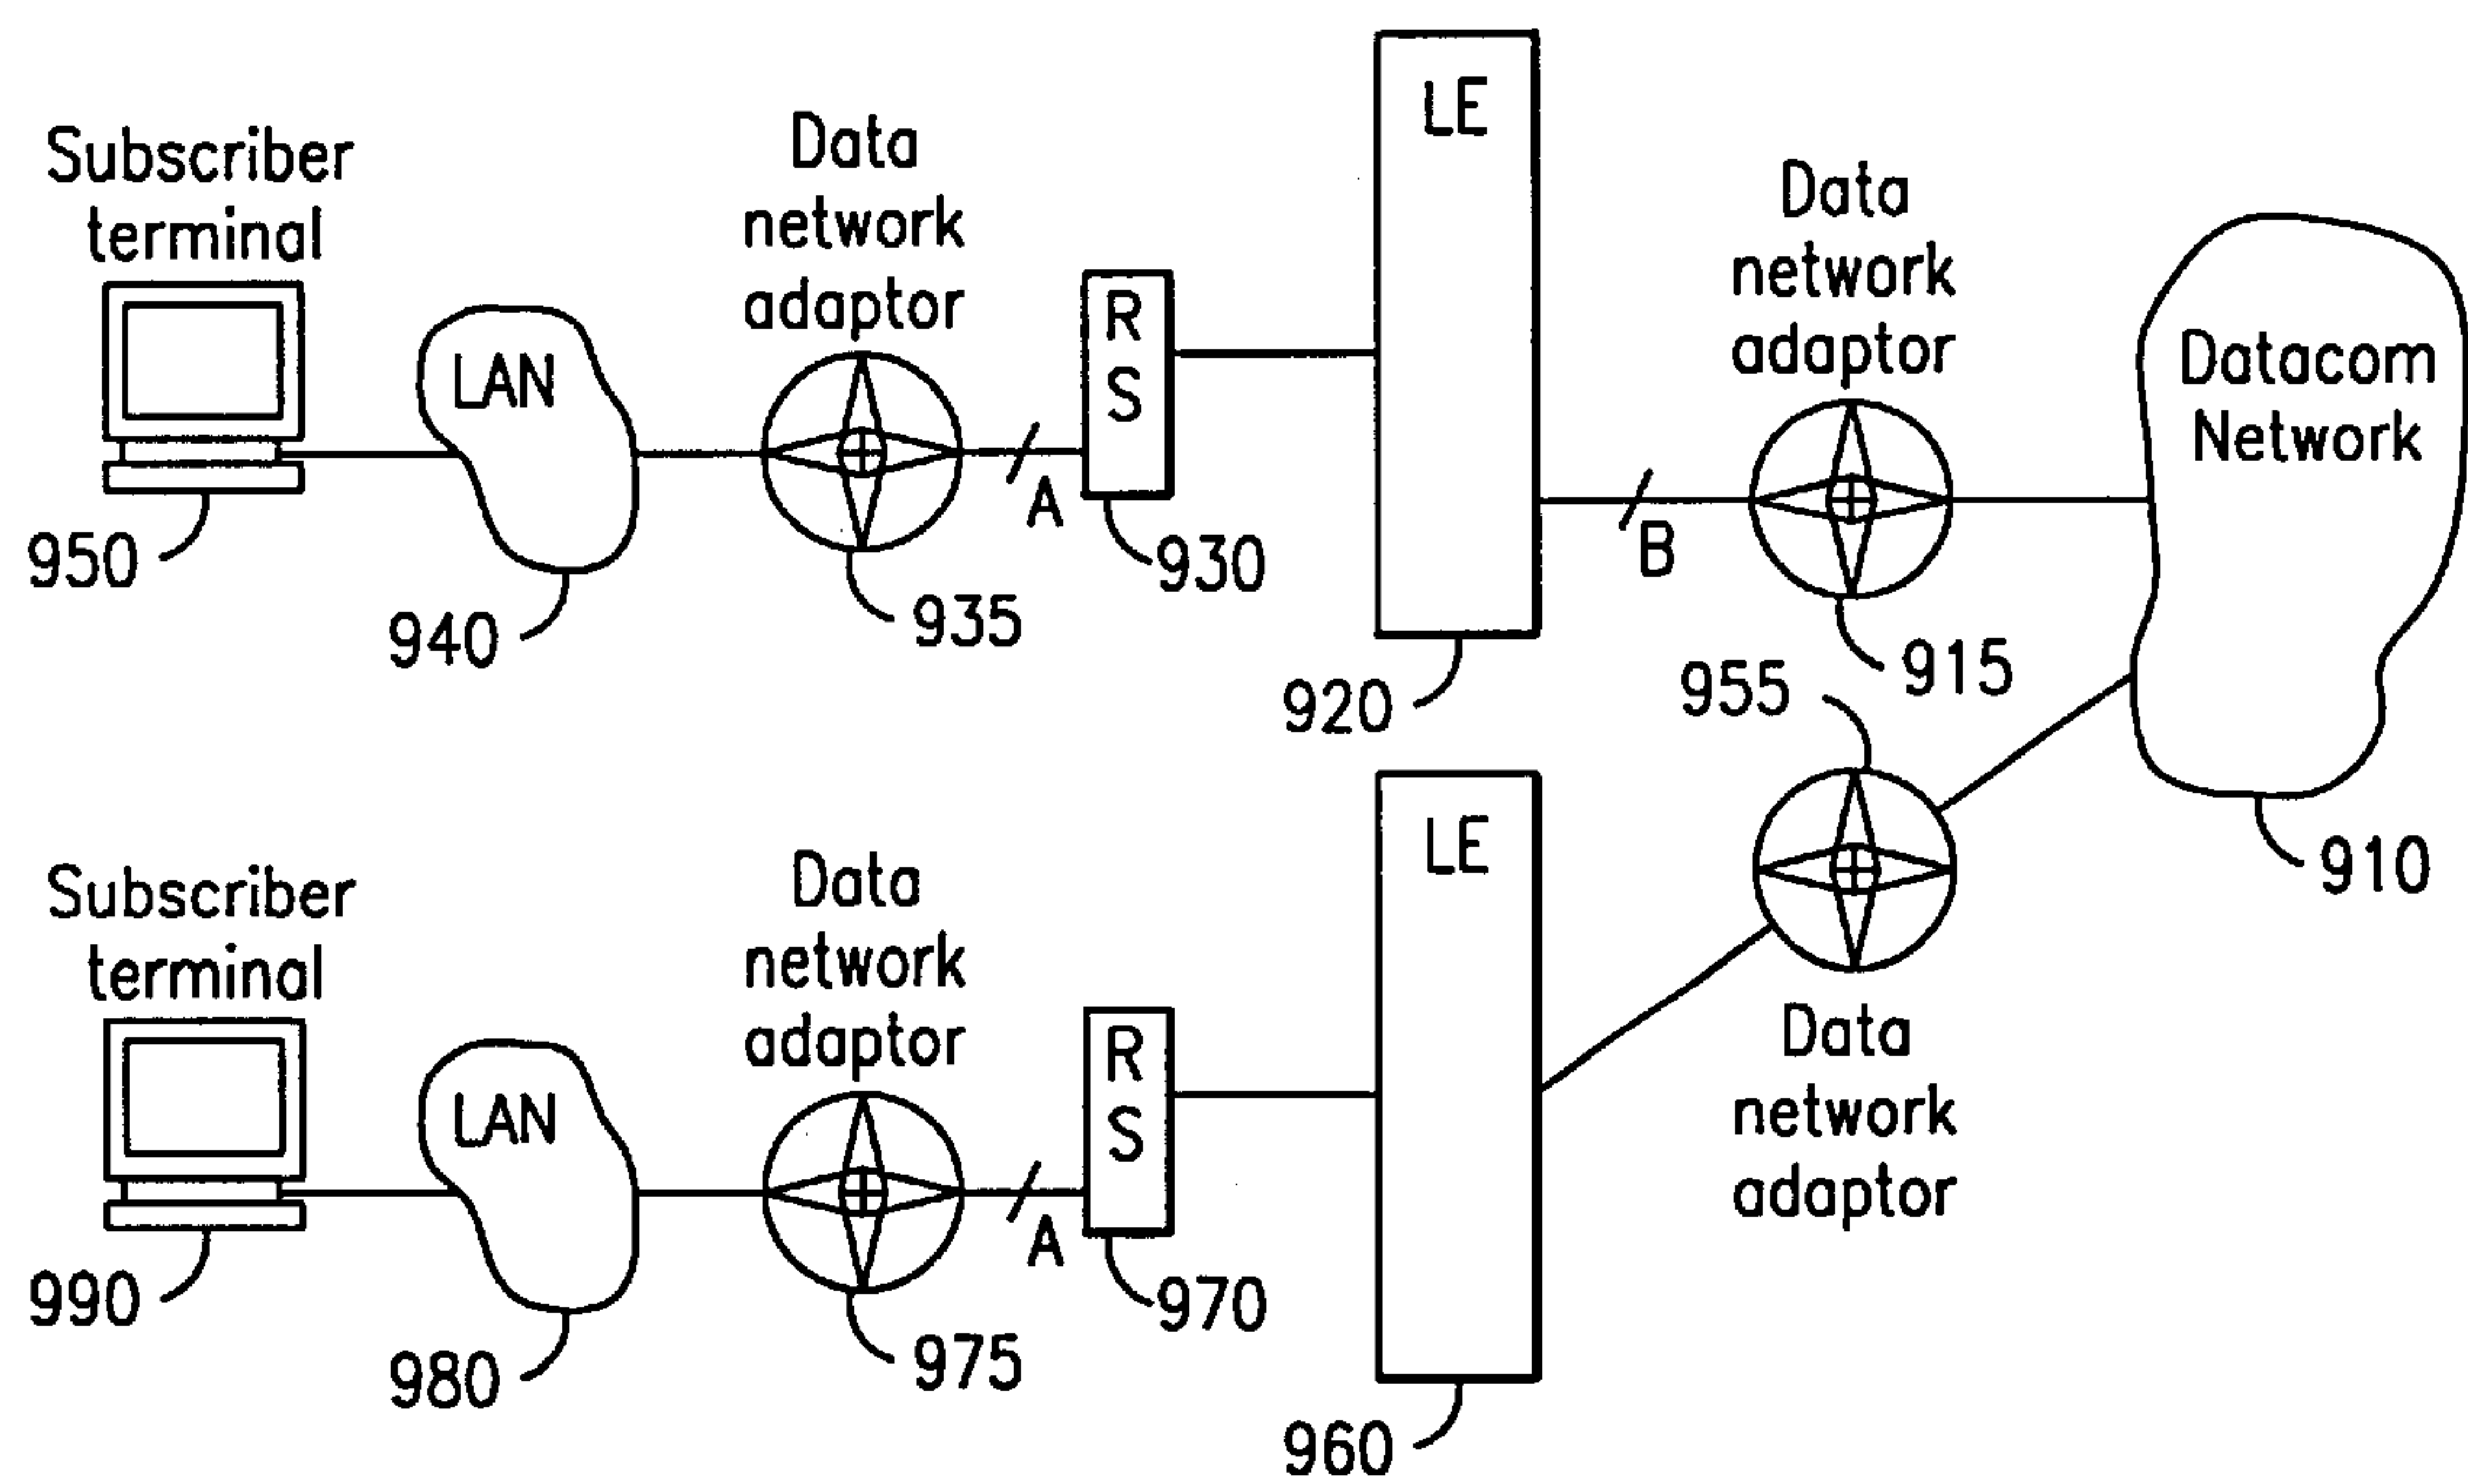 Subscriber
terminal
950
LAN
940
Data
network
adaptor
935
A
R
S
930
LE
920
B
Data
network
adaptor
915
Datacom
Network
910
955
Data
network
adaptor
Subscriber
terminal
990
LAN
980
Data
network
adaptor
975
A
R
S
970
LE
960